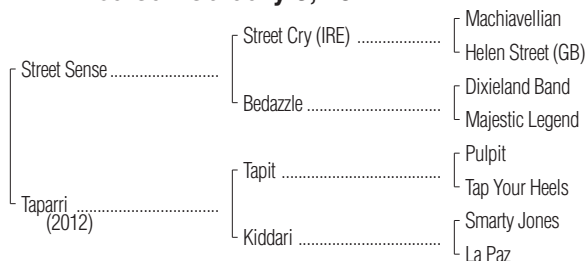 Machiavellian
Street Cry (IRE)
Helen Street (GB)
Street Sense
Dixieland Band
Bedazzle
Majestic Legend
Pulpit
Tapit
Tap Your Heels
Taparri
(2012)
Smarty Jones
Kiddari
La Paz